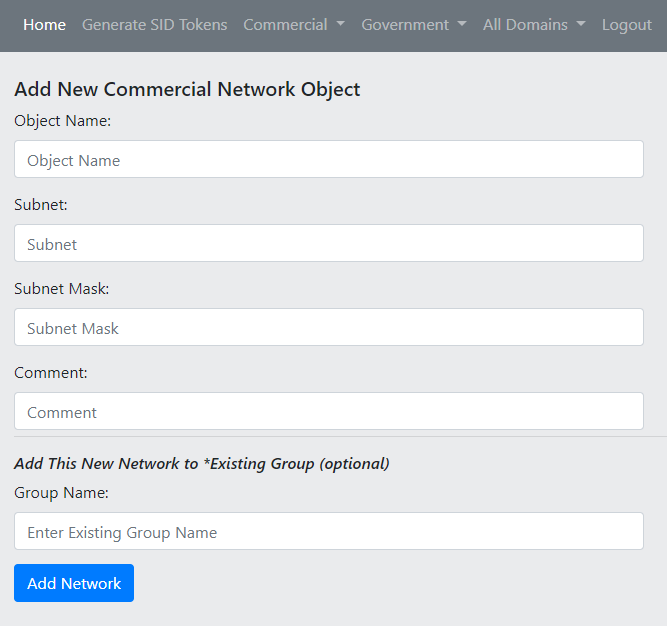 Home Generate SID Tokens Commercial Government All Domains Logout
Add New Commercial Network Object
Object Name:
Object Name
Subnet:
Subnet
Subnet Mask:
Subnet Mask
Comment:
Comment
Add This New Network to *Existing Group (optional)
Group Name:
Enter Existing Group Name
Add Network